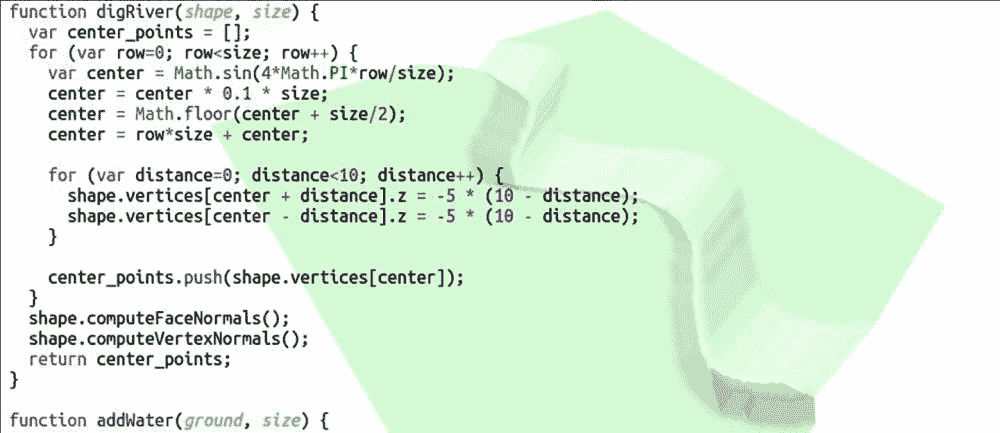 function digRiver(shape, size) {
  var center_points = [];
  for (var row=0; row<size; row++) {
    var center = Math.sin(4*Math.PI*row/size);
    center = center * 0.1 * size;
    center = Math.floor(center + size/2);
    center = row*size + center;

    for (var distance=0; distance<10; distance++) {
      shape.vertices[center + distance].z = -5 * (10 - distance);
      shape.vertices[center - distance].z = -5 * (10 - distance);
    }

    center_points.push(shape.vertices[center]);
  }
  shape.computeFaceNormals();
  shape.computeVertexNormals();
  return center_points;
}

function addWater(ground, size) {